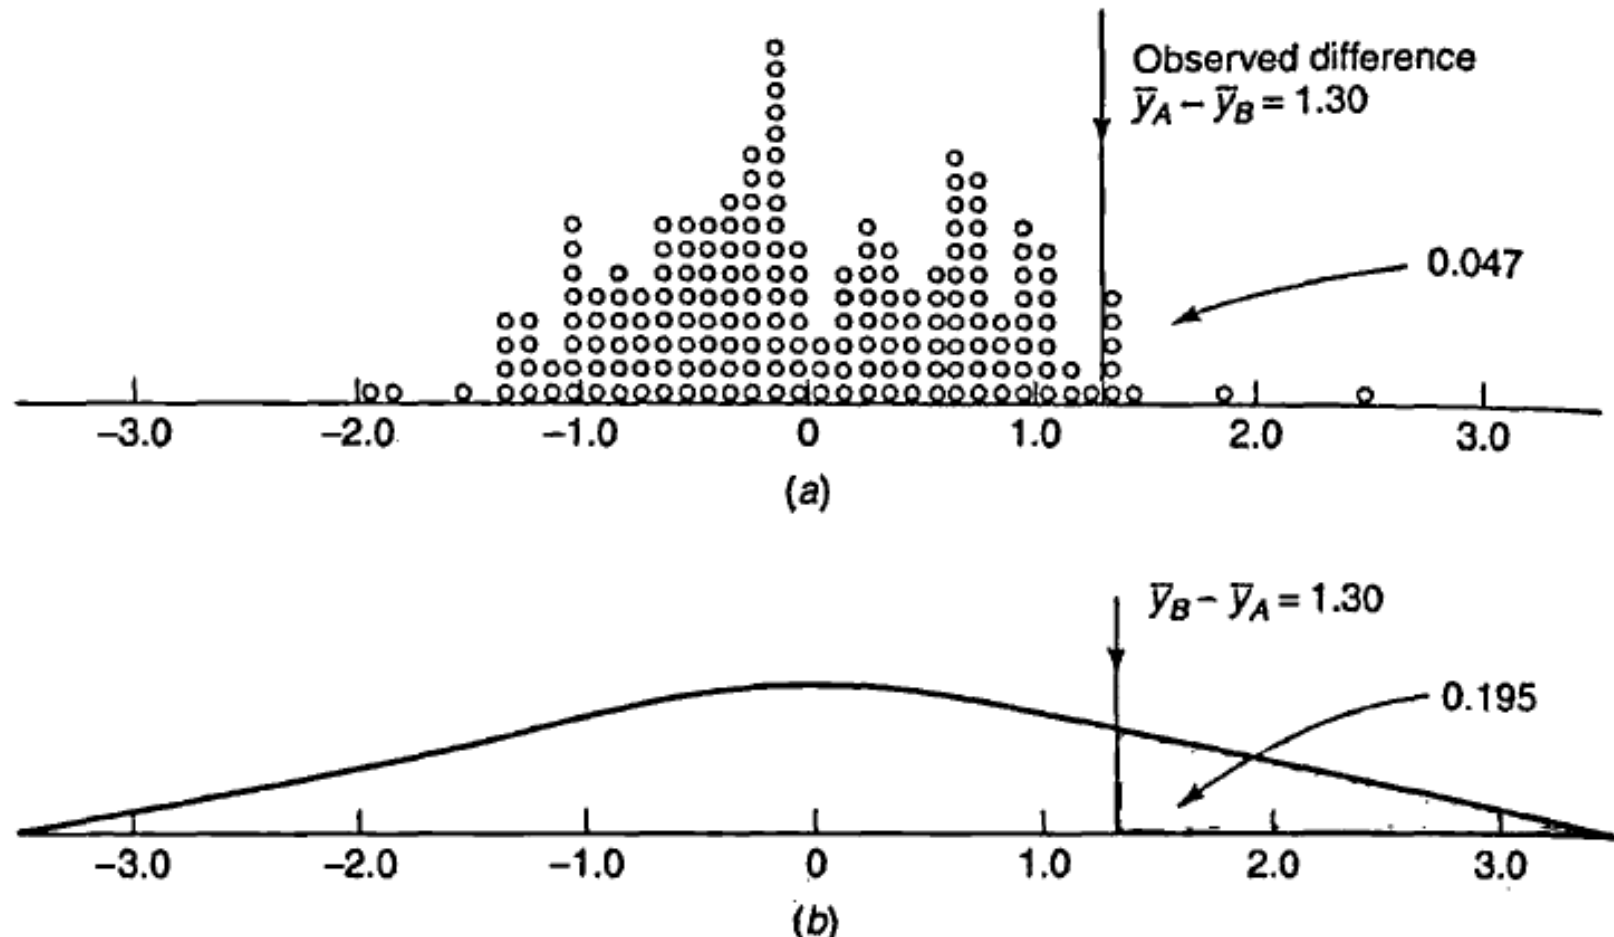 Observed difference
ȳ_A − ȳ_B = 1.30
0.047
−3.0 −2.0 −1.0 0 1.0 2.0 3.0
(a)
ȳ_B − ȳ_A = 1.30
0.195
−3.0 −2.0 −1.0 0 1.0 2.0 3.0
(b)